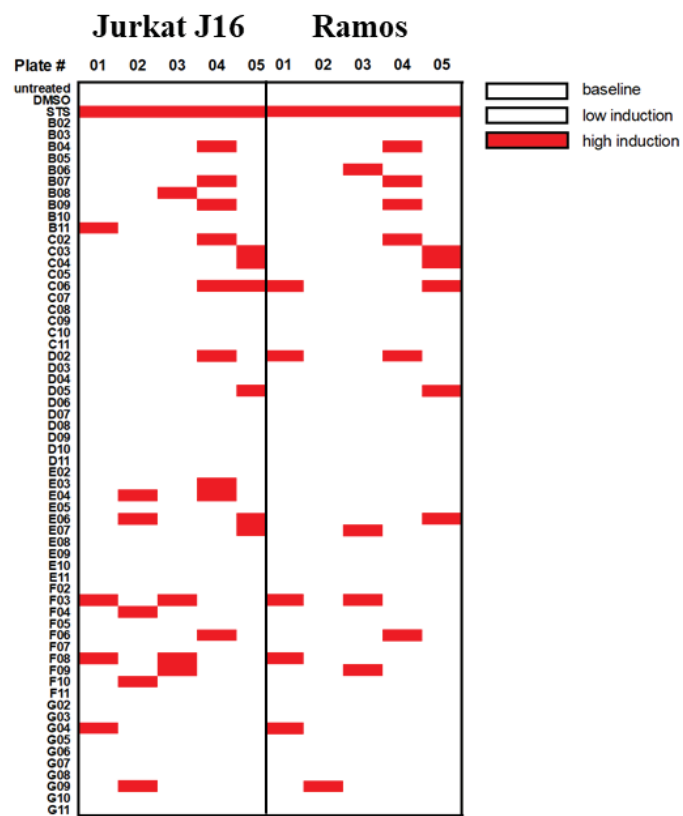 Jurkat J16 Ramos
Plate # 01 02 03 04 05 01 02 03 04 05
untreated
DMSO
STS
B02
B03
B04
B05
B06
B07
B08
B09
B10
B11
C02
C03
C04
C05
C06
C07
C08
C09
C10
C11
D02
D03
D04
D05
D06
D07
D08
D09
D10
D11
E02
E03
E04
E05
E06
E07
E08
E09
E10
E11
F02
F03
F04
F05
F06
F07
F08
F09
F10
F11
G02
G03
G04
G05
G06
G07
G08
G09
G10
G11
baseline
low induction
high induction